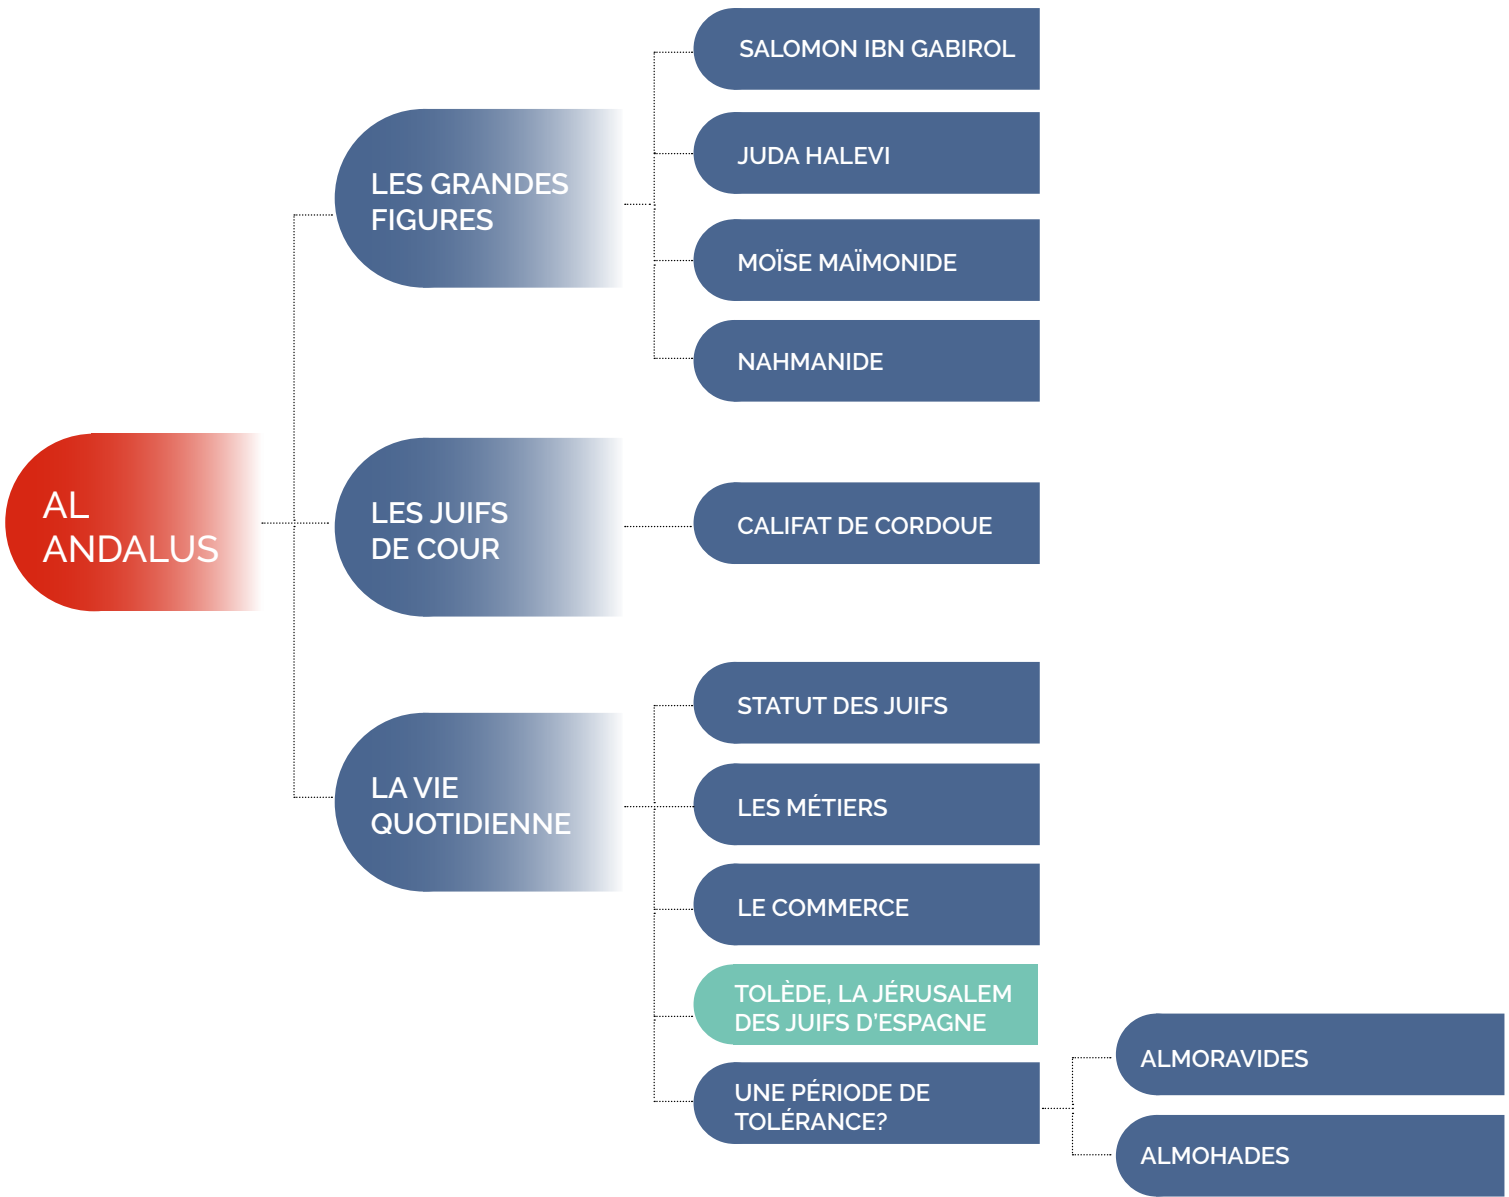 AL
ANDALUS
LES GRANDES
FIGURES
SALOMON IBN GABIROL
JUDA HALEVI
MOÏSE MAÏMONIDE
NAHMANIDE
LES JUIFS
DE COUR
CALIFAT DE CORDOUE
LA VIE
QUOTIDIENNE
STATUT DES JUIFS
LES MÉTIERS
LE COMMERCE
TOLÈDE, LA JÉRUSALEM
DES JUIFS D'ESPAGNE
UNE PÉRIODE DE
TOLÉRANCE?
ALMORAVIDES
ALMOHADES